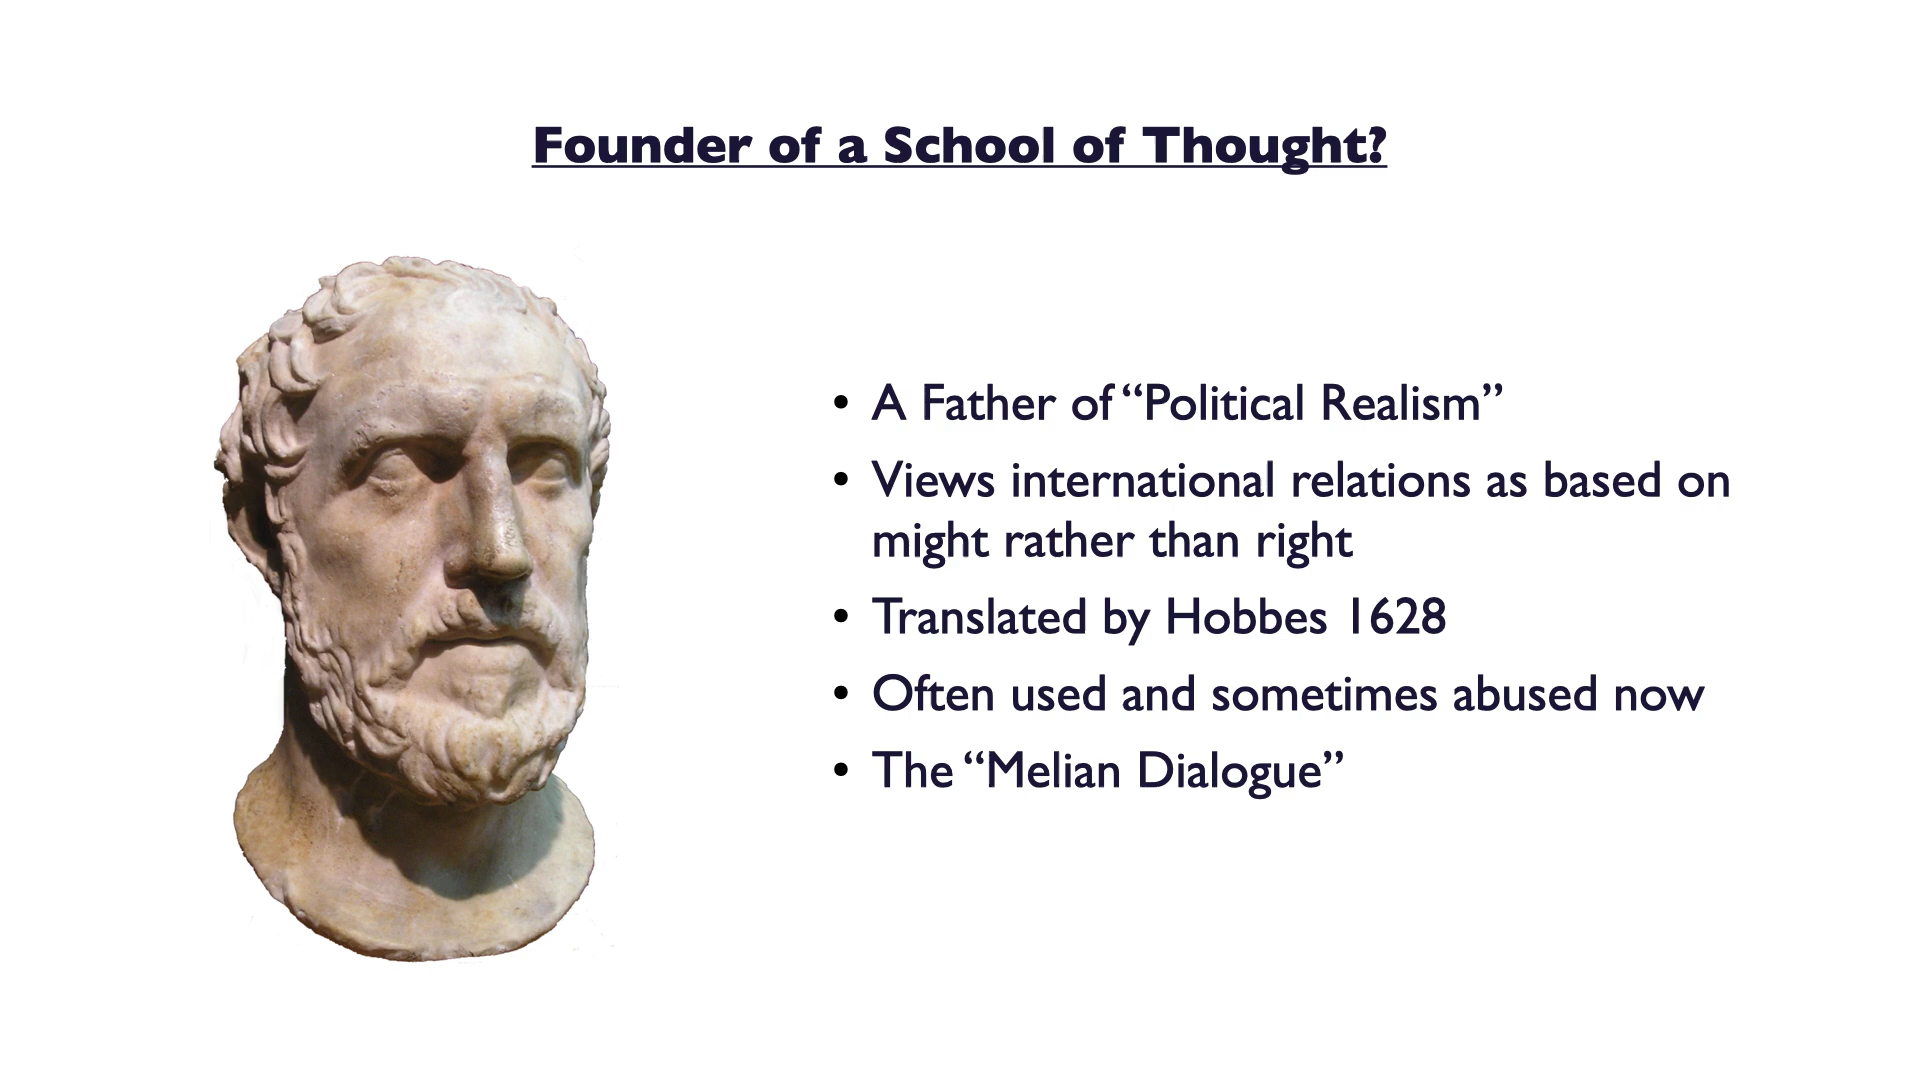 Founder of a School of Thought?
• A Father of “Political Realism”
• Views international relations as based on
might rather than right
• Translated by Hobbes 1628
• Often used and sometimes abused now
• The “Melian Dialogue”